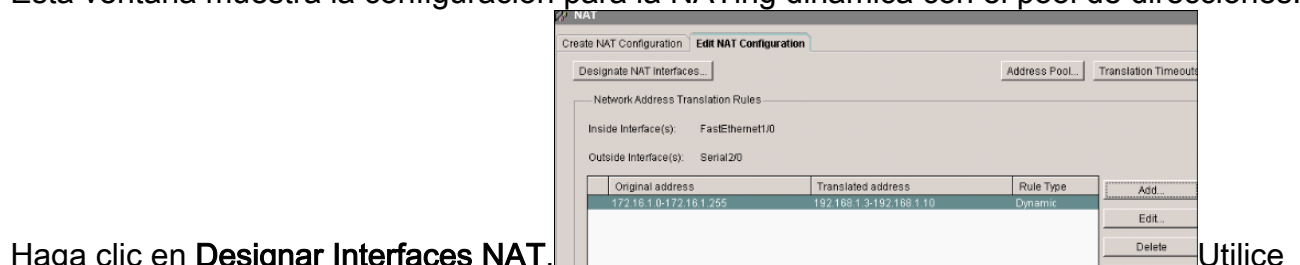 Esta ventana muestra la configuración para la NATing dinámica con el pool de direcciones.
NAT
Create NAT Configuration Edit NAT Configuration
Designate NAT Interfaces... Address Pool... Translation Timeouts
Network Address Translation Rules
Inside Interface(s): FastEthernet1/0
Outside Interface(s): Serial2/0
Original address Translated address Rule Type
172.16.1.0-172.16.1.255 192.168.1.3-192.168.1.10 Dynamic
Add...
Edit...
Delete
Haga clic en Designar Interfaces NAT. Utilice